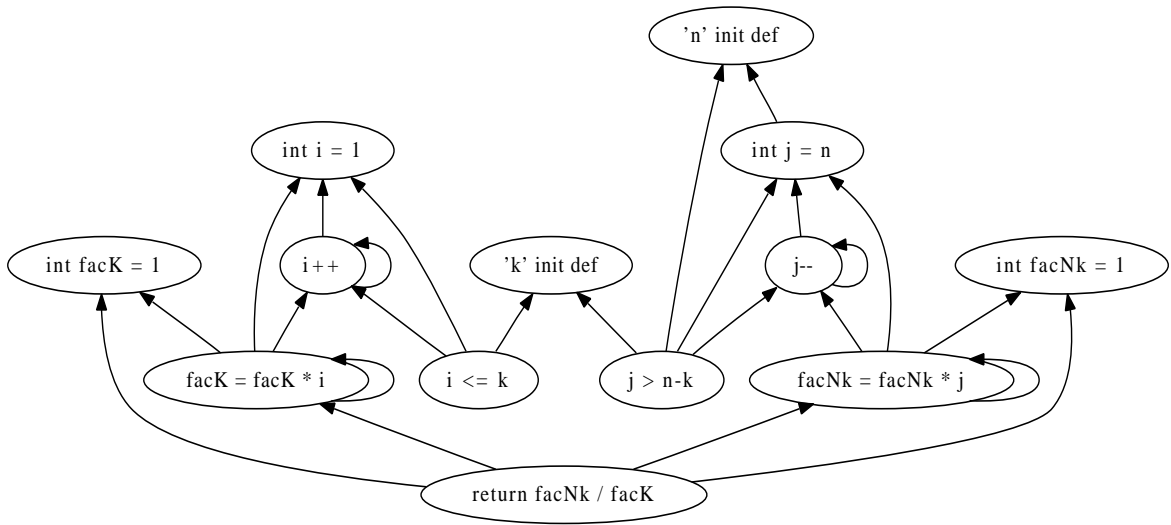 'n' init def
int i = 1
int j = n
int facK = 1
i++
'k' init def
j--
int facNk = 1
facK = facK * i
i <= k
j > n-k
facNk = facNk * j
return facNk / facK